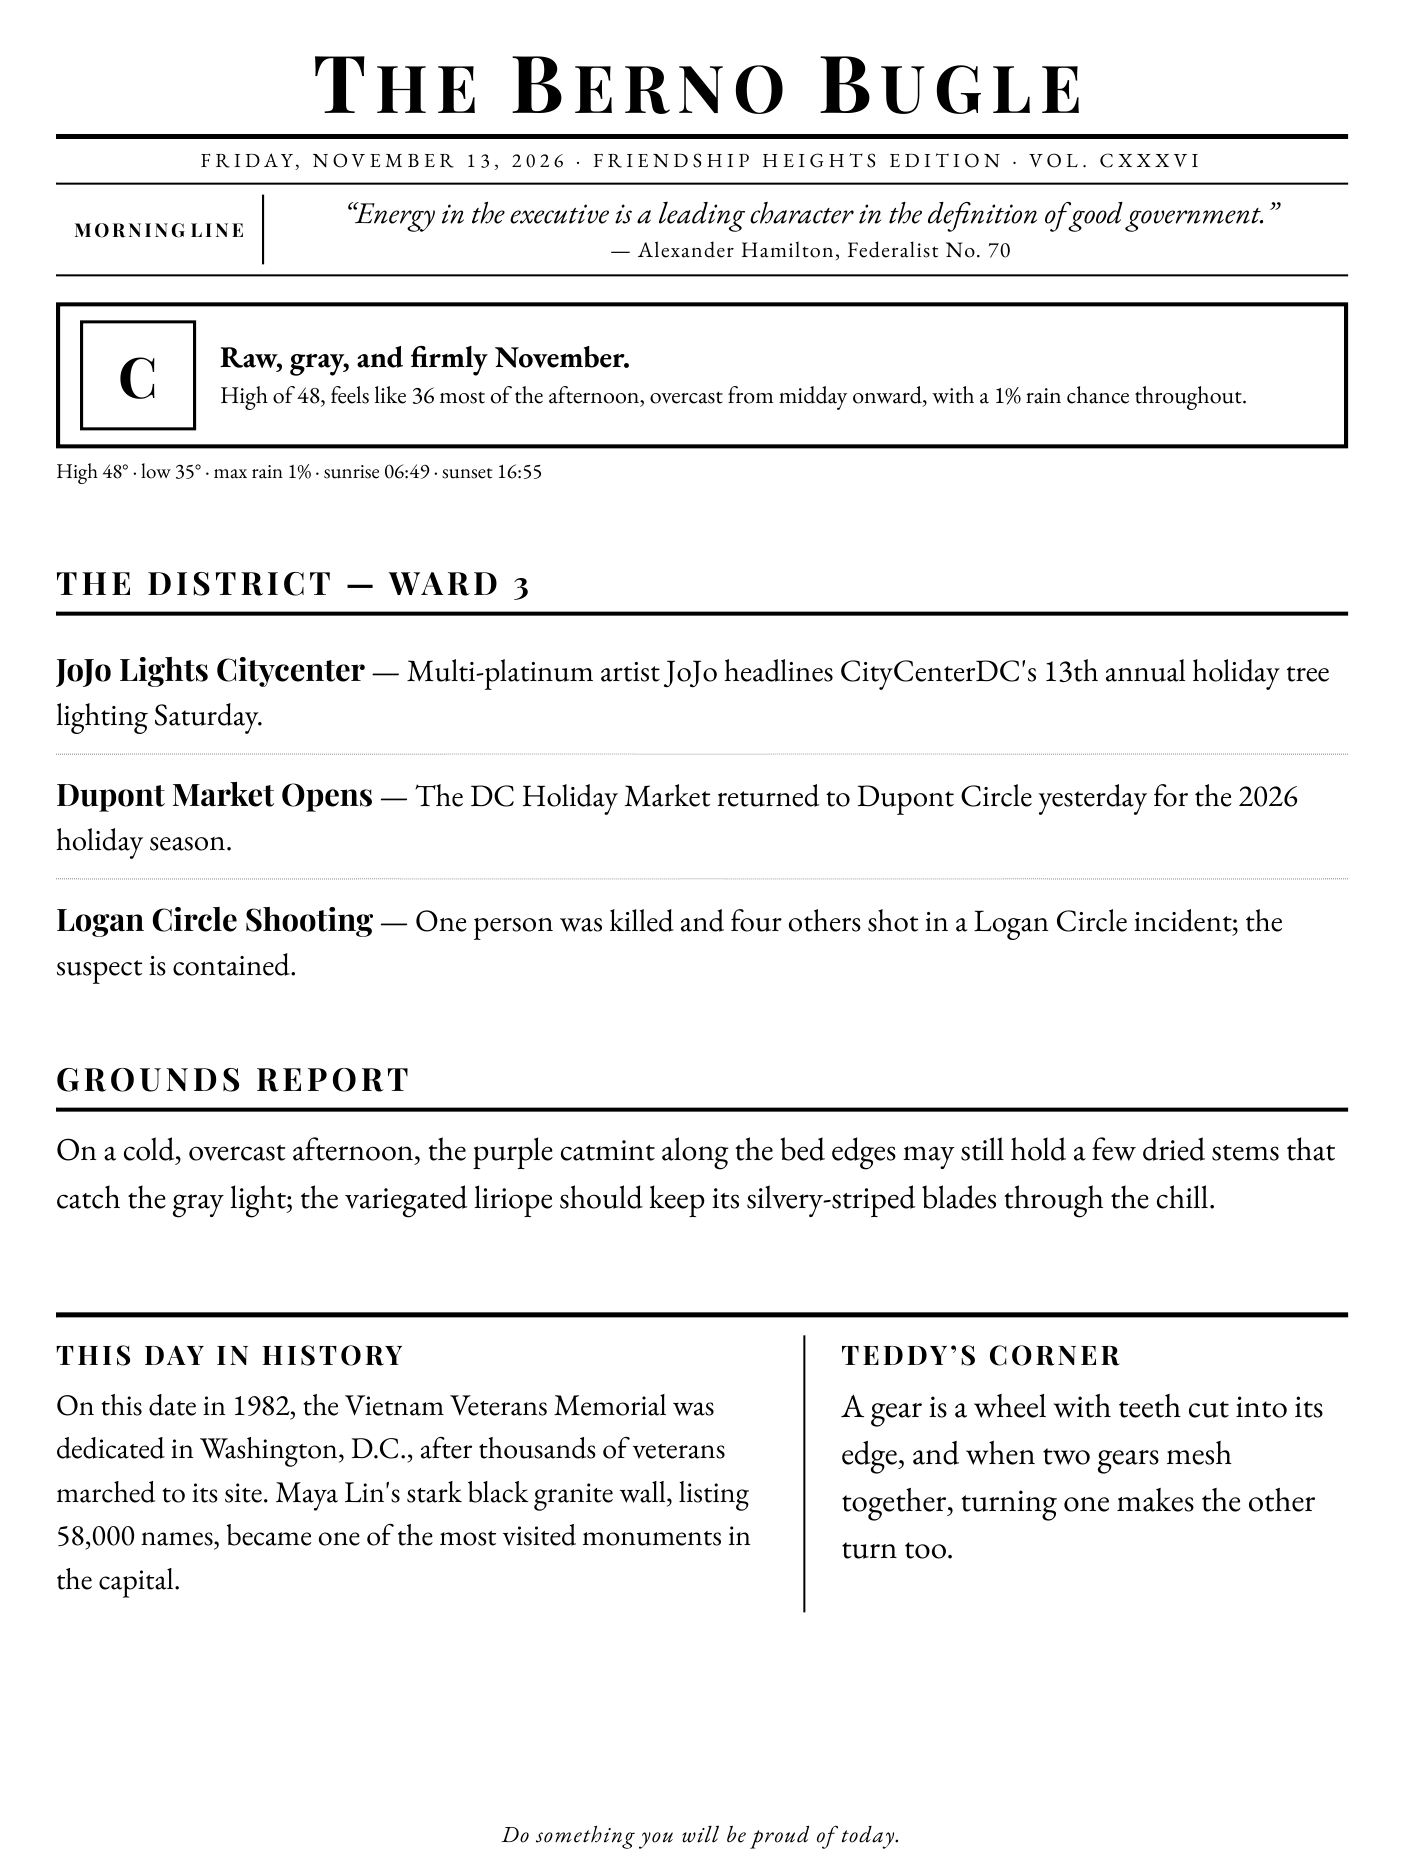 THE BERNO BUGLE
FRIDAY, NOVEMBER 13, 2026 · FRIENDSHIP HEIGHTS EDITION · VOL. CXXXVI
MORNING LINE
“Energy in the executive is a leading character in the definition of good government.”
— Alexander Hamilton, Federalist No. 70
C
Raw, gray, and firmly November.
High of 48, feels like 36 most of the afternoon, overcast from midday onward, with a 1% rain chance throughout.
High 48° · low 35° · max rain 1% · sunrise 06:49 · sunset 16:55
THE DISTRICT — WARD 3
JoJo Lights Citycenter — Multi-platinum artist JoJo headlines CityCenterDC's 13th annual holiday tree
lighting Saturday.
Dupont Market Opens — The DC Holiday Market returned to Dupont Circle yesterday for the 2026
holiday season.
Logan Circle Shooting — One person was killed and four others shot in a Logan Circle incident; the
suspect is contained.
GROUNDS REPORT
On a cold, overcast afternoon, the purple catmint along the bed edges may still hold a few dried stems that
catch the gray light; the variegated liriope should keep its silvery-striped blades through the chill.
THIS DAY IN HISTORY
On this date in 1982, the Vietnam Veterans Memorial was
dedicated in Washington, D.C., after thousands of veterans
marched to its site. Maya Lin's stark black granite wall, listing
58,000 names, became one of the most visited monuments in
the capital.
TEDDY’S CORNER
A gear is a wheel with teeth cut into its
edge, and when two gears mesh
together, turning one makes the other
turn too.
Do something you will be proud of today.